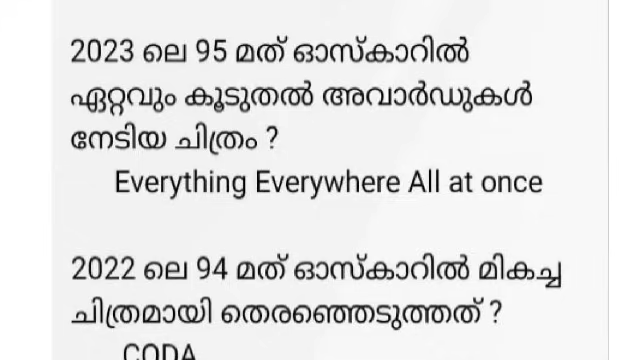 2023 ലെ 95 മത് ഓസ്കാറിൽ
ഏറ്റവും കൂടുതൽ അവാർഡുകൾ
നേടിയ ചിത്രം ?
Everything Everywhere All at once
2022 ലെ 94 മത് ഓസ്കാറിൽ മികച്ച
ചിത്രമായി തെരഞ്ഞെടുത്തത് ?
CODA